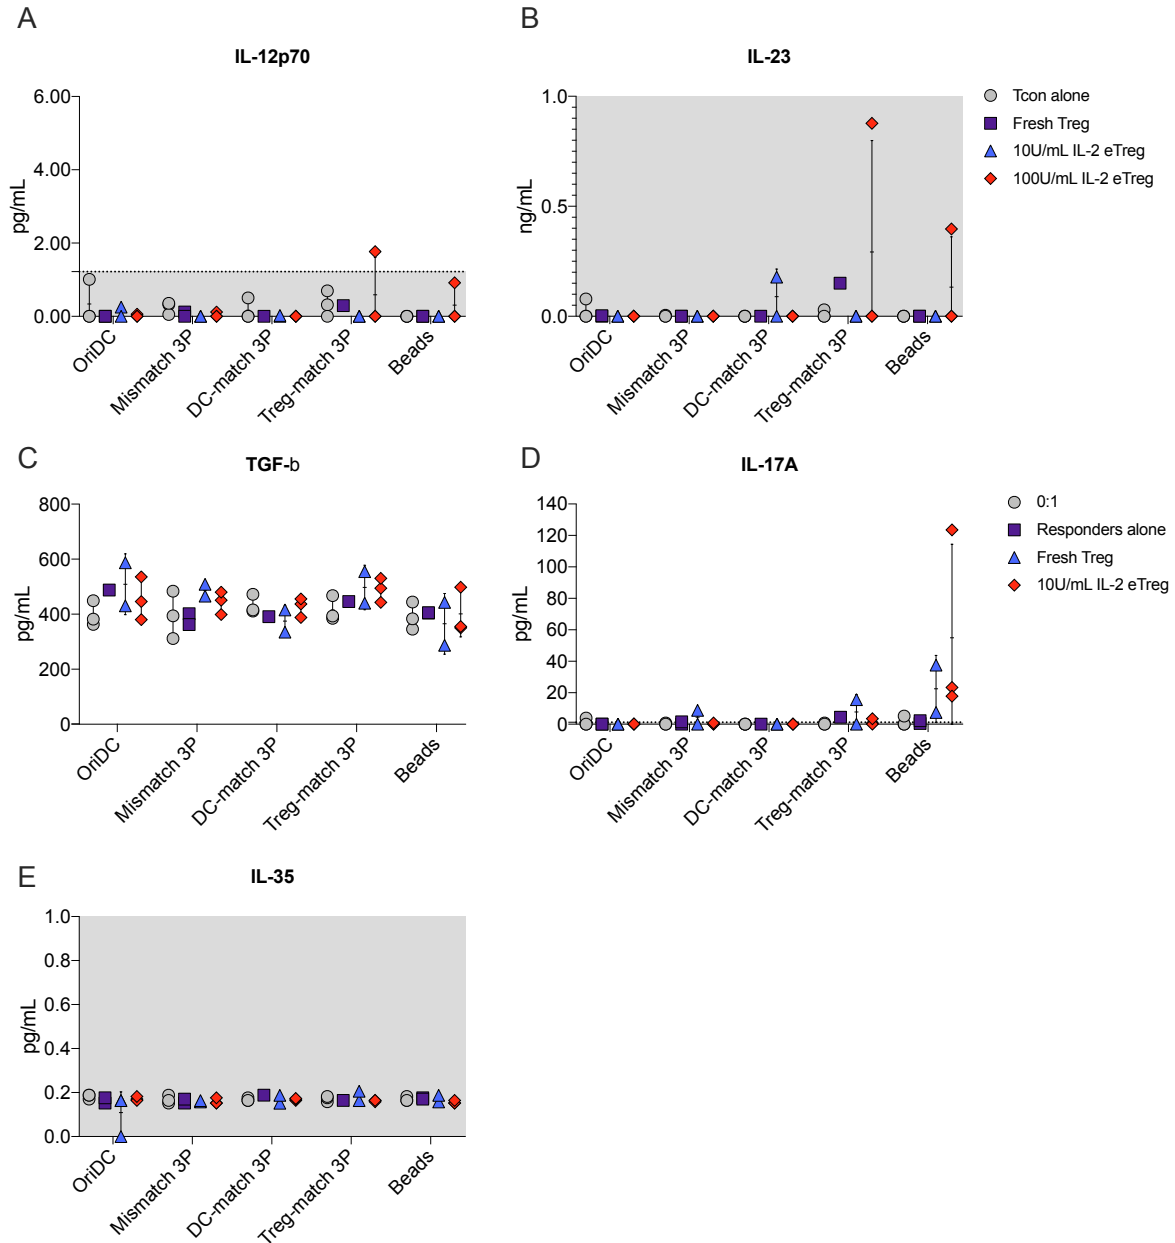 A
IL-12p70
pg/mL
6.00
4.00
2.00
0.00
OriDC
Mismatch 3P
DC-match 3P
Treg-match 3P
Beads
B
IL-23
ng/mL
1.0
0.5
0.0
OriDC
Mismatch 3P
DC-match 3P
Treg-match 3P
Beads
Tcon alone
Fresh Treg
10U/mL IL-2 eTreg
100U/mL IL-2 eTreg
C
TGF-b
pg/mL
800
600
400
200
0
OriDC
Mismatch 3P
DC-match 3P
Treg-match 3P
Beads
D
IL-17A
pg/mL
140
120
100
80
60
40
20
0
OriDC
Mismatch 3P
DC-match 3P
Treg-match 3P
Beads
0:1
Responders alone
Fresh Treg
10U/mL IL-2 eTreg
E
IL-35
pg/mL
1.0
0.8
0.6
0.4
0.2
0.0
OriDC
Mismatch 3P
DC-match 3P
Treg-match 3P
Beads